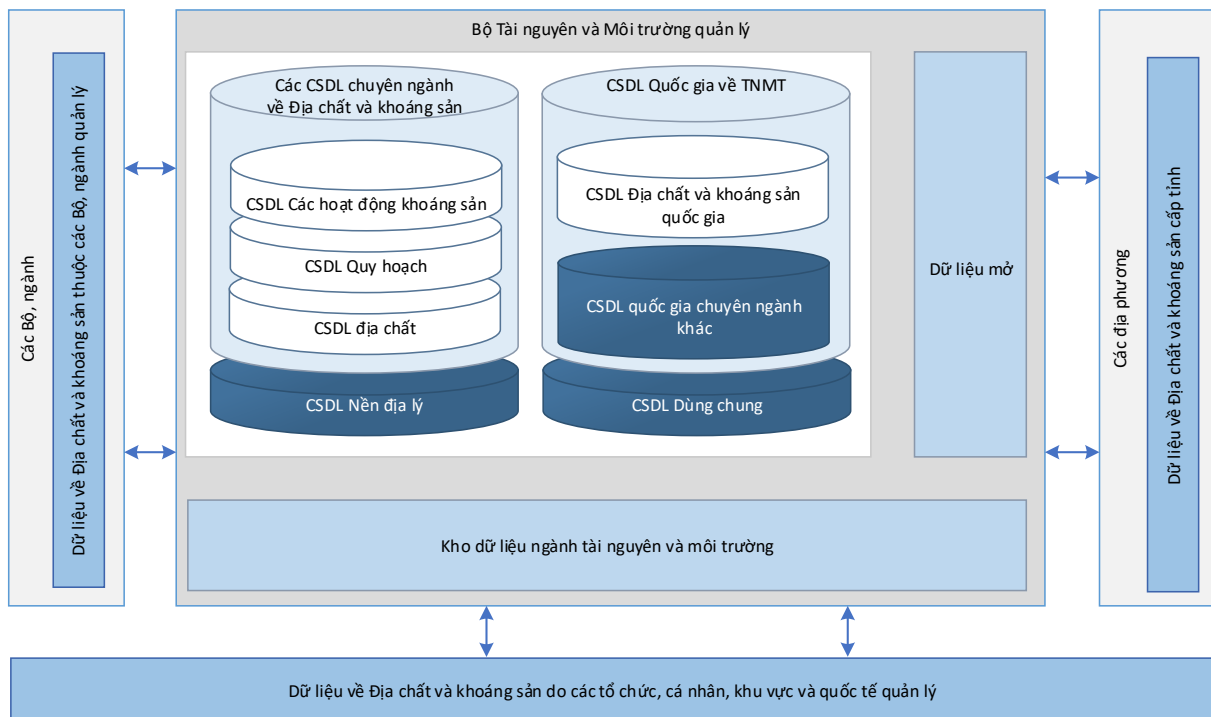 Các Bộ, ngành
Dữ liệu về Địa chất và khoáng sản thuộc các Bộ, ngành quản lý
Bộ Tài nguyên và Môi trường quản lý
Các CSDL chuyên ngành
về Địa chất và khoáng sản
CSDL Các hoạt động khoáng sản
CSDL Quy hoạch
CSDL địa chất
CSDL Nền địa lý
CSDL Quốc gia về TNMT
CSDL Địa chất và khoáng sản
quốc gia
CSDL quốc gia chuyên ngành
khác
CSDL Dùng chung
Dữ liệu mở
Kho dữ liệu ngành tài nguyên và môi trường
Các địa phương
Dữ liệu về Địa chất và khoáng sản cấp tỉnh
Dữ liệu về Địa chất và khoáng sản do các tổ chức, cá nhân, khu vực và quốc tế quản lý